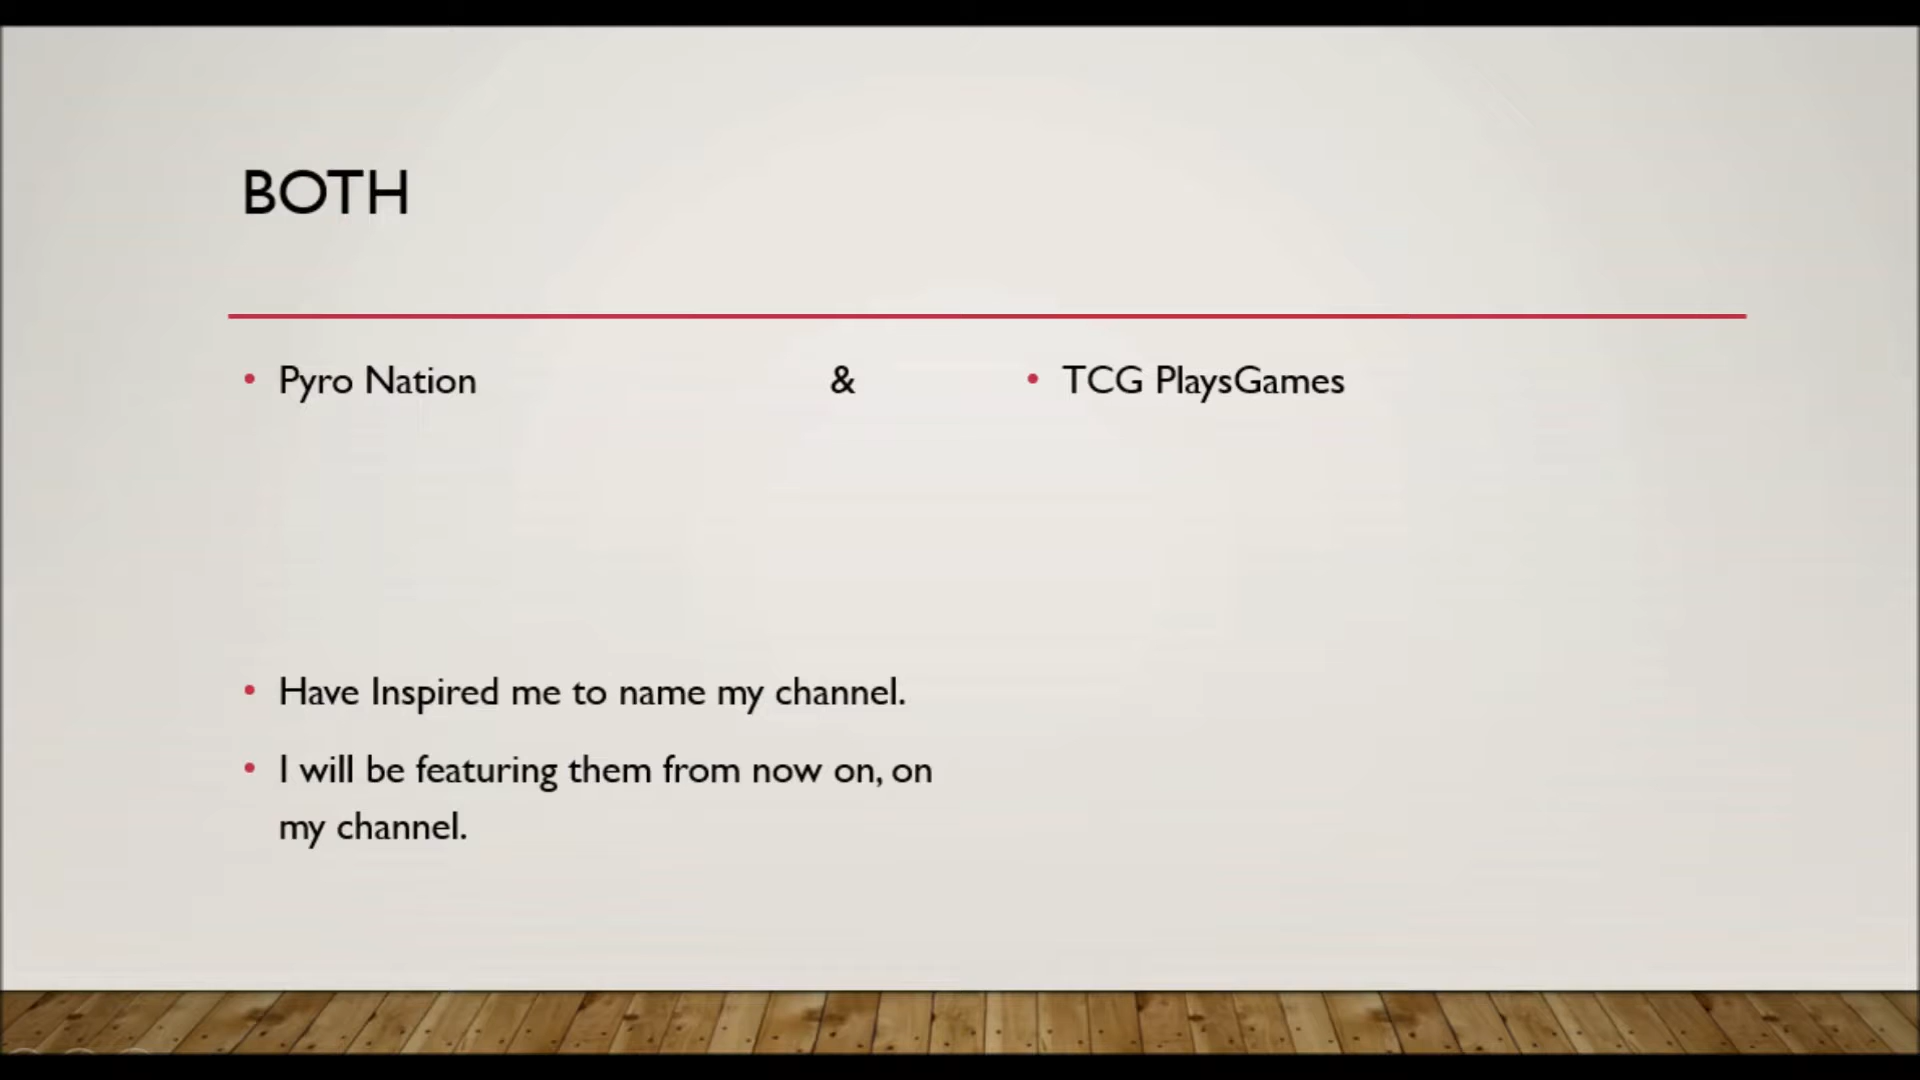 BOTH
Pyro Nation & TCG PlaysGames
Have Inspired me to name my channel.
I will be featuring them from now on, on
my channel.